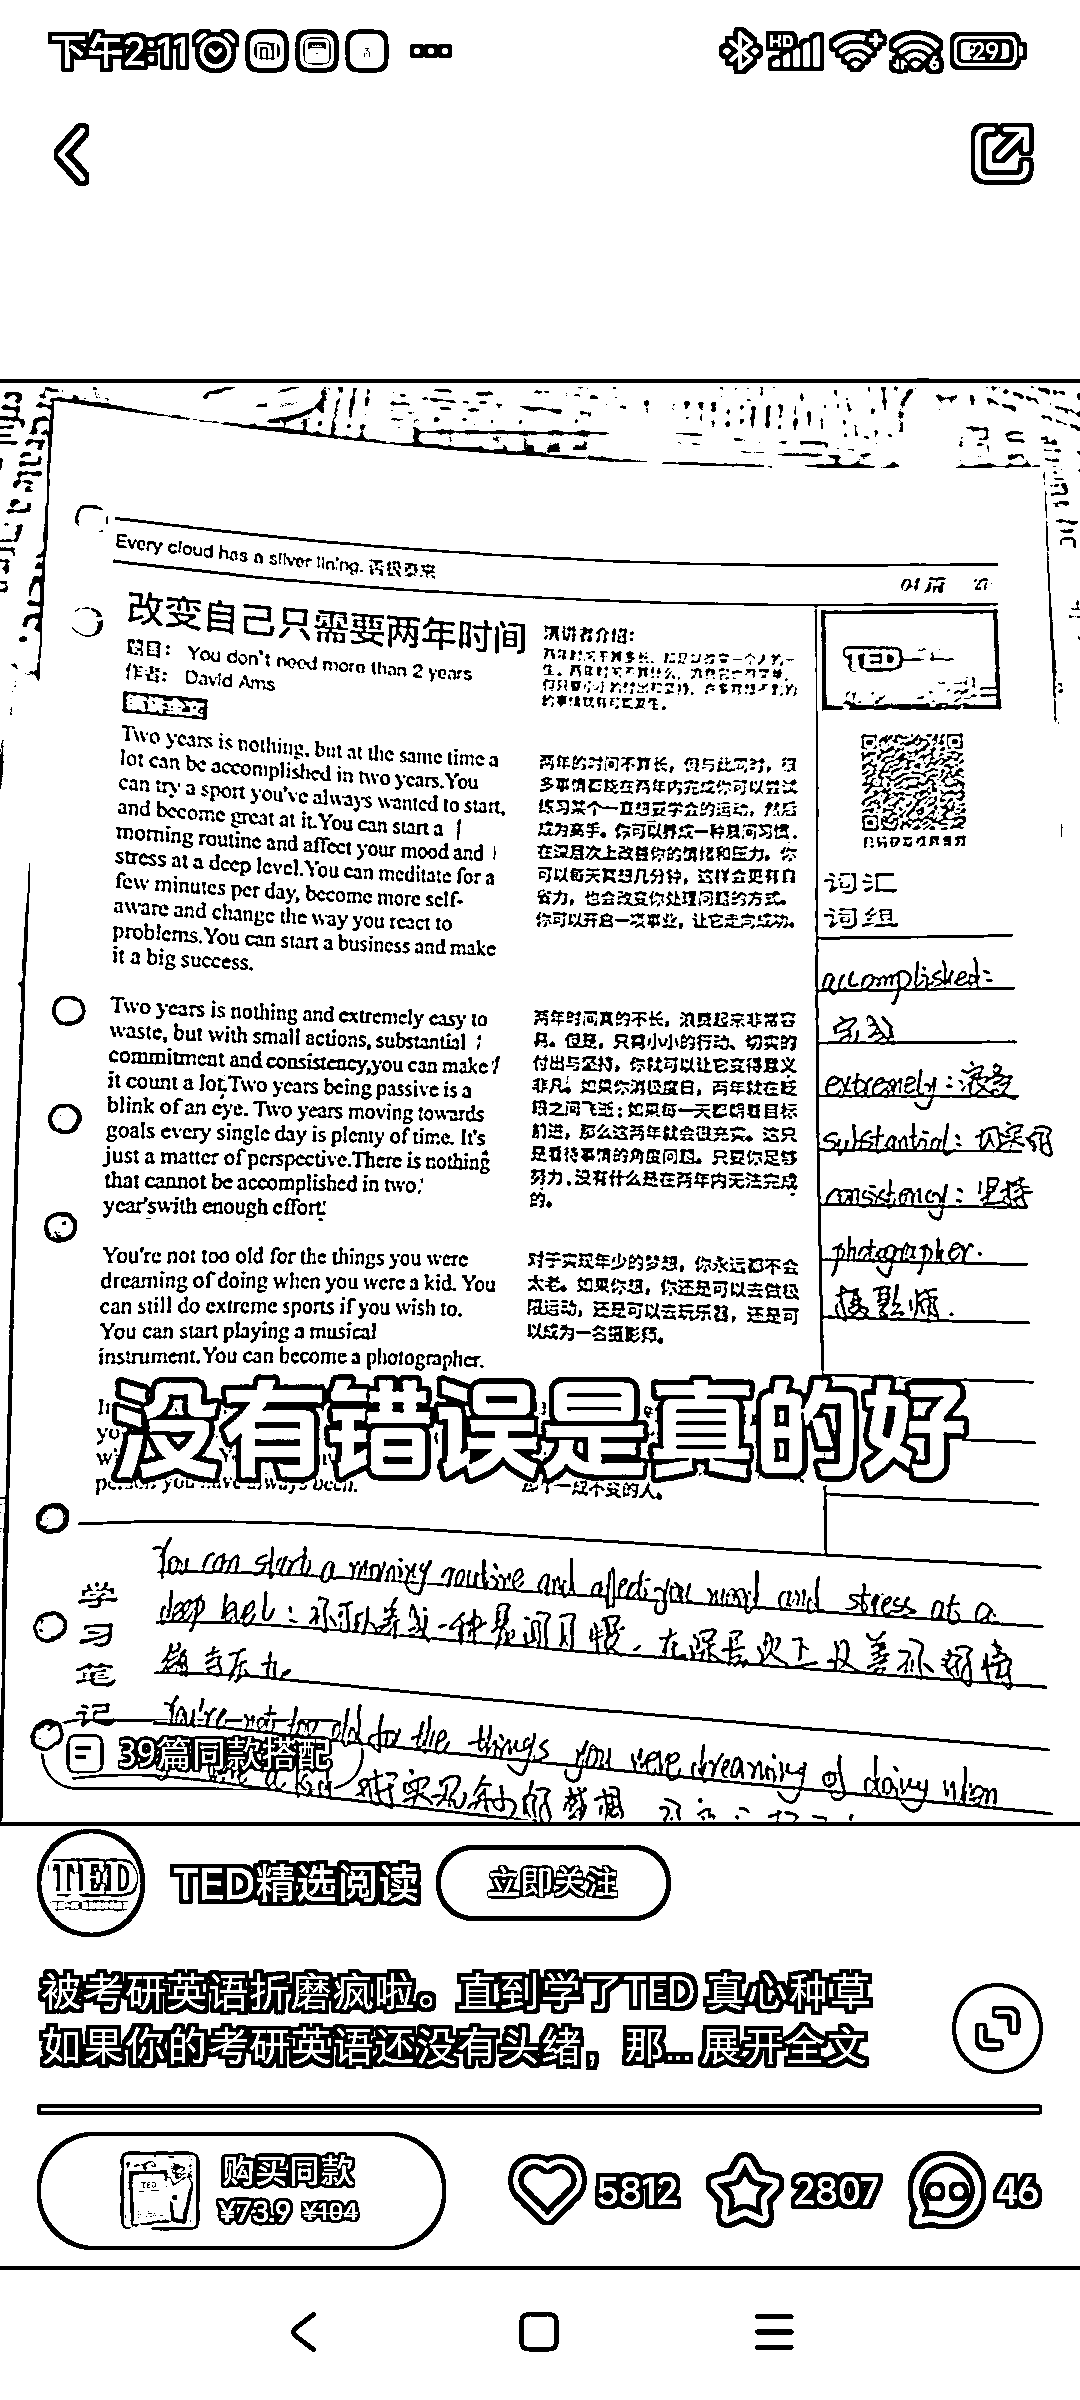 下午2:11
HD
29
Every cloud has a silver lining. 否极泰来
04篇
改变自己只需要两年时间
题目: You don't need more than 2 years
作者: David Ams
演讲全文
演讲者介绍:
TED
Two years is nothing, but at the same time a
lot can be accomplished in two years.You
can try a sport you've always wanted to start,
and become great at it.You can start a
morning routine and affect your mood and
stress at a deep level.You can meditate for a
few minutes per day, become more self-
aware and change the way you react to
problems.You can start a business and make
it a big success.
两年的时间不算长，但与此同时，很
多事情都能在两年内完成你可以尝试
练习某个一直想要学会的运动，然后
成为高手。你可以养成一种晨间习惯，
在深层次上改善你的情绪和压力。你
可以每天冥想几分钟，这样会更有自
省力，也会改变你处理问题的方式。
你可以开启一项事业，让它走向成功。
Two years is nothing and extremely easy to
waste, but with small actions, substantial
commitment and consistency,you can make
it count a lot.Two years being passive is a
blink of an eye. Two years moving towards
goals every single day is plenty of time. It's
just a matter of perspective.There is nothing
that cannot be accomplished in two
year'swith enough effort.
两年时间真的不长，浪费起来非常容
易。但是，只需小小的行动、切实的
付出与坚持，你就可以让它变得意义
非凡。如果你消极度日，两年就在眨
眼之间飞逝；如果每一天都朝着目标
前进，那么这两年就会很充实。这只
是看待事情的角度问题。只要你足够
努力，没有什么是在两年内无法完成
的。
You're not too old for the things you were
dreaming of doing when you were a kid. You
can still do extreme sports if you wish to.
You can start playing a musical
instrument.You can become a photographer.
对于实现年少的梦想，你永远都不会
太老。如果你想，你还是可以去做极
限运动，还是可以去玩乐器，还是可
以成为一名摄影师。
词汇
词组
accomplished:
完成
extremely:
substantial: 切实的
consistency: 坚持
photographer.
摄影师.
没有错误是真的好
person you have always been.
那个一成不变的人。
学习笔记
You can start a morning routine and affect you mood and stress at a
deep level: 你可以养成一种晨间习惯. 在深层次上改善你的情
绪与压力。
You're not too old for the things you were dreaming of doing when
对于实现年少的梦想
39篇同款搭配
TED
TED精选阅读
立即关注
被考研英语折磨疯啦。直到学了TED 真心种草
如果你的考研英语还没有头绪，那... 展开全文
购买同款
¥73.9 ¥104
5812
2807
46